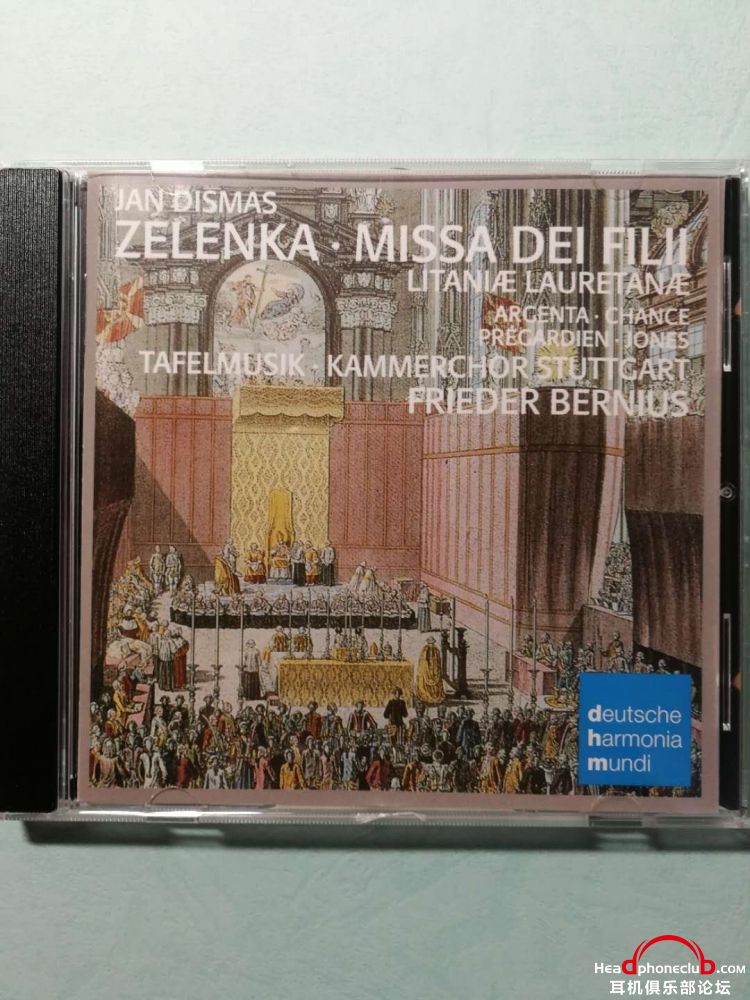 JAN DISMAS
ZELENKA · MISSA DEI FILII
LITANIÆ LAURETANÆ
ARGENTA · CHANCE
PRÉGARDIEN · JONES
TAFELMUSIK · KAMMERCHOR STUTTGART
FRIEDER BERNIUS
deutsche
harmonia
mundi
HeadphoneclubD.com
耳机俱乐部论坛